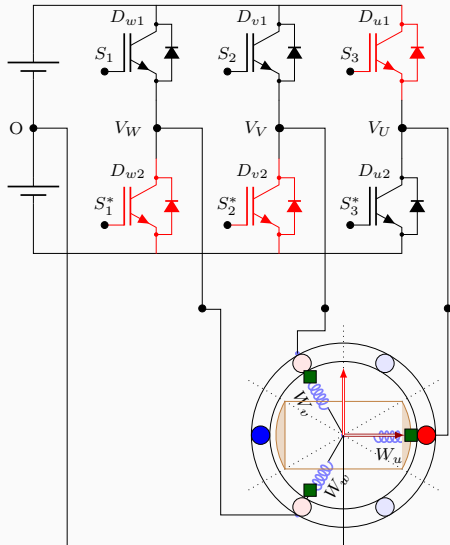 D_{w1} D_{v1} D_{u1}
S_1 S_2 S_3
O V_W V_V V_U
D_{w2} D_{v2} D_{u2}
S_1^* S_2^* S_3^*
W_v
W_u
W_w